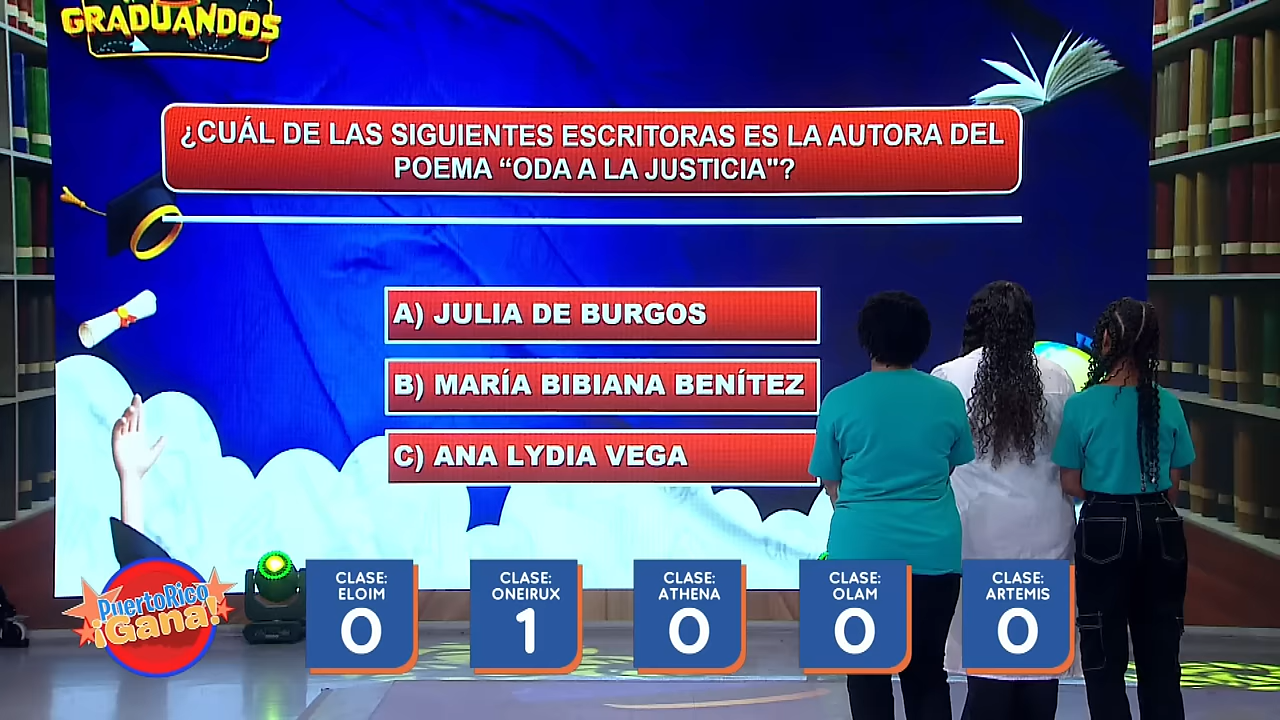 GRADUANDOS
¿CUÁL DE LAS SIGUIENTES ESCRITORAS ES LA AUTORA DEL
POEMA “ODA A LA JUSTICIA"?
A) JULIA DE BURGOS
B) MARÍA BIBIANA BENÍTEZ
C) ANA LYDIA VEGA
PuertoRico
¡Gana!
CLASE:
ELOIM
0
CLASE:
ONEIRUX
1
CLASE:
ATHENA
0
CLASE:
OLAM
0
CLASE:
ARTEMIS
0